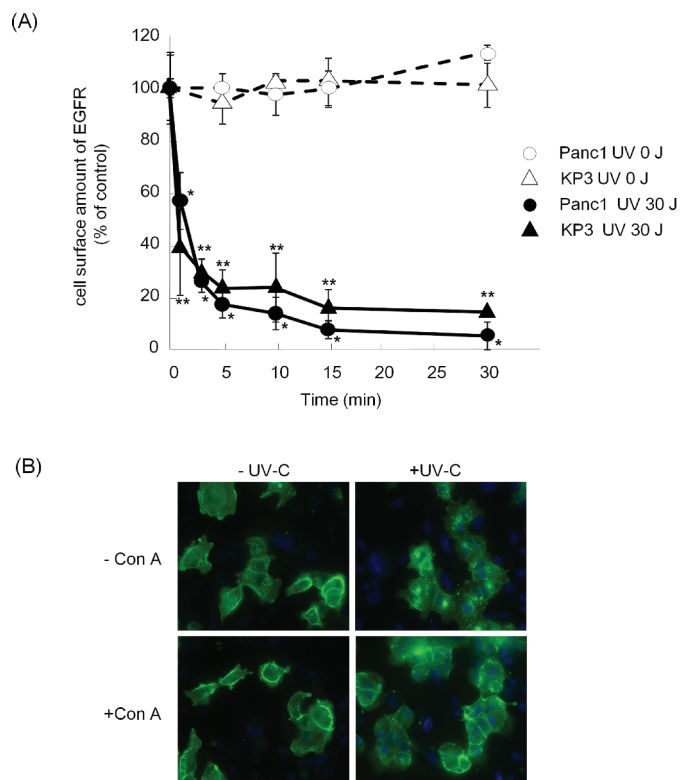 (A)
cell surface amount of EGFR
(% of control)
120
100
80
60
40
20
0
*
**
**
*
**
*
**
*
**
*
**
*
0 5 10 15 20 25 30
Time (min)
Panc1 UV 0 J
KP3 UV 0 J
Panc1 UV 30 J
KP3 UV 30 J
(B)
- UV-C +UV-C
- Con A
+Con A